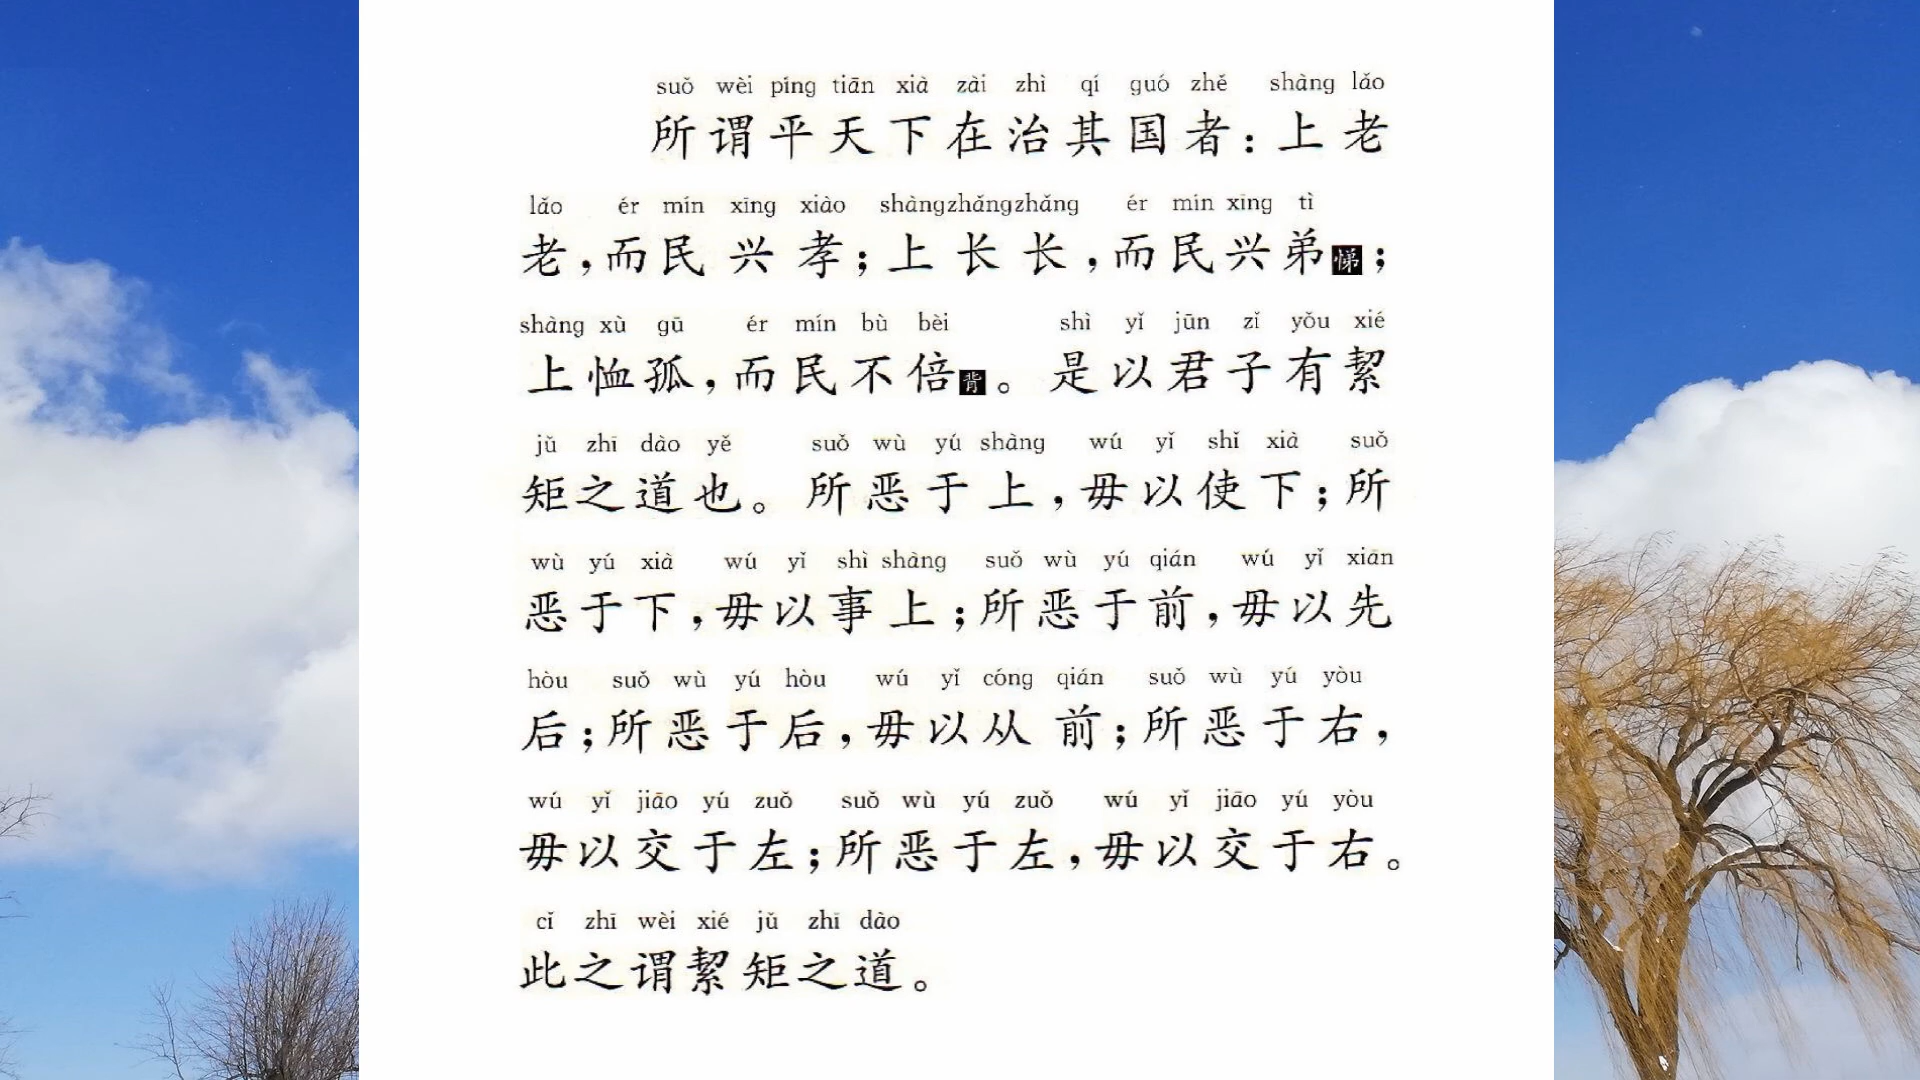 suǒ wèi píng tiān xià zài zhì qí guó zhě shàng lǎo
所谓平天下在治其国者：上老
lǎo ér mín xīng xiào shàngzhǎngzhǎng ér mín xīng tì
老，而民兴孝；上长长，而民兴弟悌；
shàng xù gū ér mín bù bèi shì yǐ jūn zǐ yǒu xié
上恤孤，而民不倍背。是以君子有絜
jǔ zhī dào yě suǒ wù yú shàng wú yǐ shǐ xià suǒ
矩之道也。所恶于上，毋以使下；所
wù yú xià wú yǐ shì shàng suǒ wù yú qián wú yǐ xiān
恶于下，毋以事上；所恶于前，毋以先
hòu suǒ wù yú hòu wú yǐ cóng qián suǒ wù yú yòu
后；所恶于后，毋以从前；所恶于右，
wú yǐ jiāo yú zuǒ suǒ wù yú zuǒ wú yǐ jiāo yú yòu
毋以交于左；所恶于左，毋以交于右。
cǐ zhī wèi xié jǔ zhī dào
此之谓絜矩之道。